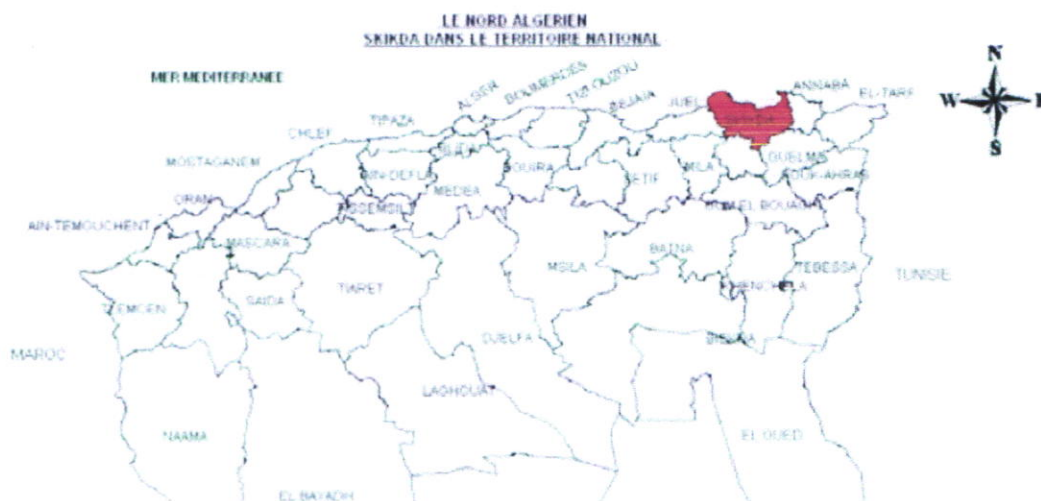 LE NORD ALGERIEN
SKIKDA DANS LE TERRITOIRE NATIONAL
N
W
E
S
MER MEDITERRANEE
ALGER
BOUMERDES
TIZI OUZOU
BEJAIA
JIJEL
ANNABA
EL-TARF
CHLEF
TIPAZA
BLIDA
SKIKDA
MOSTAGANEM
AIN-DEFLA
MEDEA
BOUIRA
SETIF
MILA
GUELMA
SOUK-AHRAS
ORAN
TISSEMSILT
OUM EL BOUAGHI
AIN-TEMOUCHENT
MASCARA
MSILA
BATNA
TEBESSA
TUNISIE
TLEMCEN
SAIDA
TIARET
KHENCHELA
MAROC
DJELFA
BISKRA
LAGHOUAT
NAAMA
EL OUED
EL BAYADH